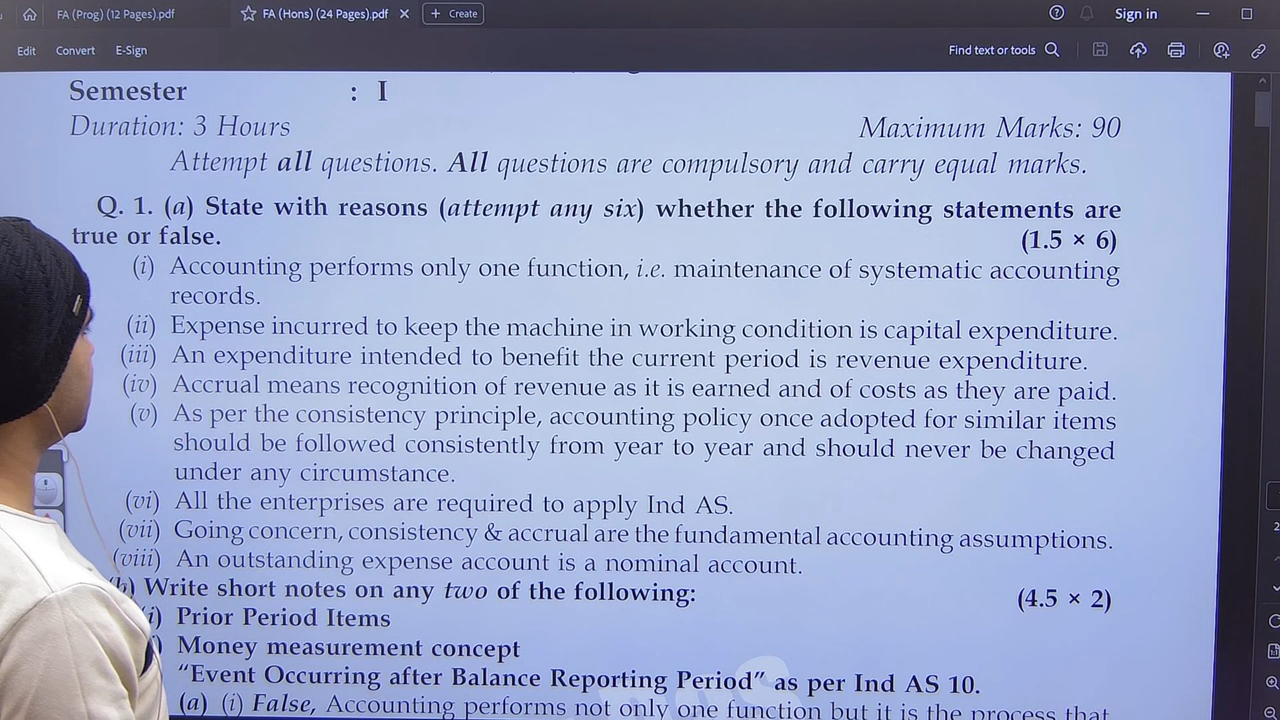 FA (Prog) (12 Pages).pdf
FA (Hons) (24 Pages).pdf
Create
Sign in
Edit Convert E-Sign
Find text or tools
Semester : I
Duration: 3 Hours Maximum Marks: 90
Attempt all questions. All questions are compulsory and carry equal marks.
Q. 1. (a) State with reasons (attempt any six) whether the following statements are
true or false. (1.5 × 6)
(i) Accounting performs only one function, i.e. maintenance of systematic accounting
records.
(ii) Expense incurred to keep the machine in working condition is capital expenditure.
(iii) An expenditure intended to benefit the current period is revenue expenditure.
(iv) Accrual means recognition of revenue as it is earned and of costs as they are paid.
(v) As per the consistency principle, accounting policy once adopted for similar items
should be followed consistently from year to year and should never be changed
under any circumstance.
(vi) All the enterprises are required to apply Ind AS.
(vii) Going concern, consistency & accrual are the fundamental accounting assumptions.
(viii) An outstanding expense account is a nominal account.
(b) Write short notes on any two of the following: (4.5 × 2)
i) Prior Period Items
) Money measurement concept
“Event Occurring after Balance Reporting Period” as per Ind AS 10.
(a) (i) False, Accounting performs not only one function but it is the process that